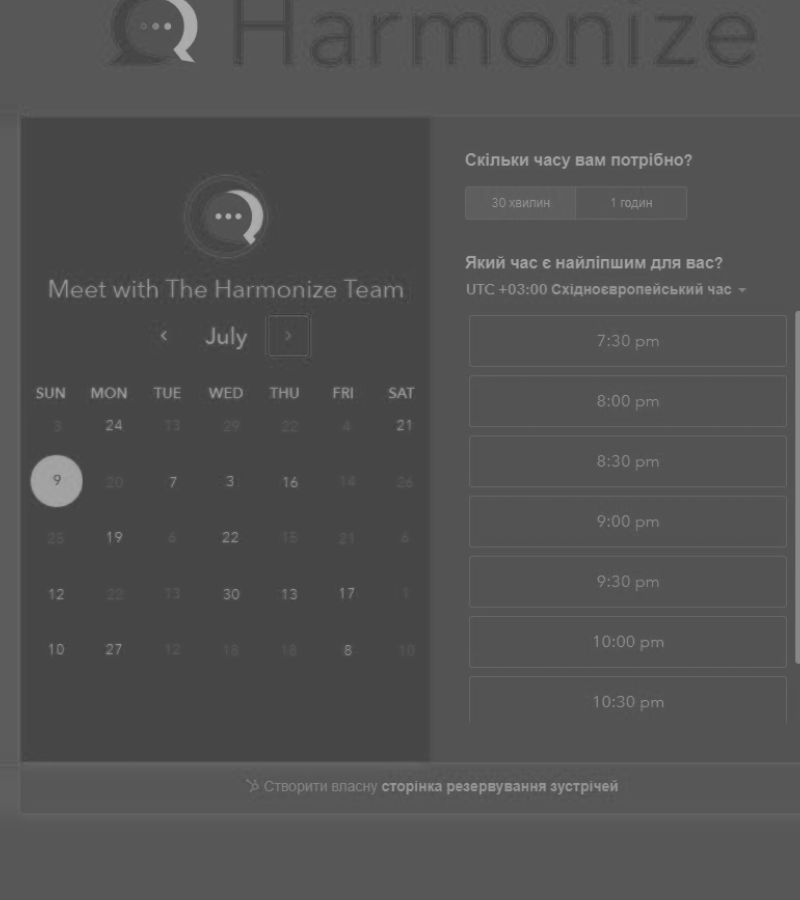 Harmonize
Meet with The Harmonize Team
July
SUN MON TUE WED THU FRI SAT
3 24 13 29 22 4 21
9 20 7 3 16 14 26
25 19 6 22 15 21 6
12 22 13 30 13 17 1
10 27 12 18 18 8 10
Скільки часу вам потрібно?
30 хвилин 1 годин
Який час є найліпшим для вас?
UTC +03:00 Східноєвропейський час
7:30 pm
8:00 pm
8:30 pm
9:00 pm
9:30 pm
10:00 pm
10:30 pm
Створити власну сторінка резервування зустрічей